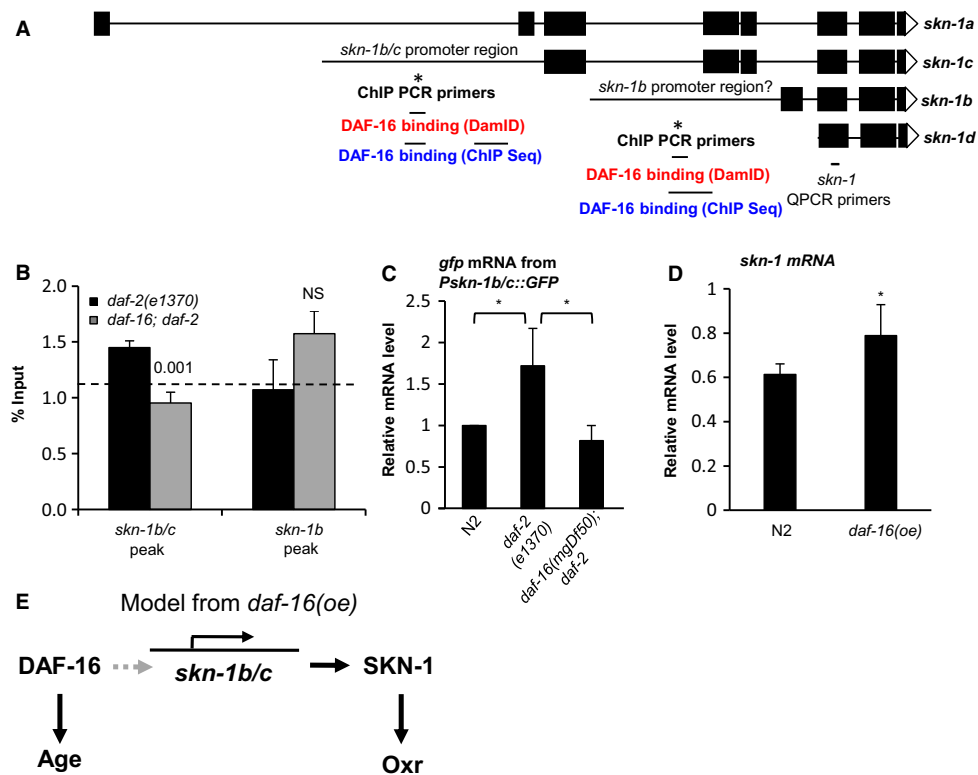 A
skn-1a
skn-1b/c promoter region
skn-1c
*
ChIP PCR primers
skn-1b promoter region?
skn-1b
DAF-16 binding (DamID)
*
ChIP PCR primers
skn-1d
DAF-16 binding (ChIP Seq)
DAF-16 binding (DamID)
skn-1
QPCR primers
DAF-16 binding (ChIP Seq)
B
daf-2(e1370)
daf-16; daf-2
NS
0.001
% Input
2.0
1.5
1.0
0.5
0.0
skn-1b/c
peak
skn-1b
peak
C
gfp mRNA from
Pskn-1b/c::GFP
* *
Relative mRNA level
2.5
2
1.5
1
0.5
0
N2
daf-2
(e1370)
daf-16(mgDf50);
daf-2
D
skn-1 mRNA
*
Relative mRNA level
1
0.8
0.6
0.4
0.2
0
N2
daf-16(oe)
E
Model from daf-16(oe)
DAF-16
skn-1b/c
SKN-1
Age
Oxr